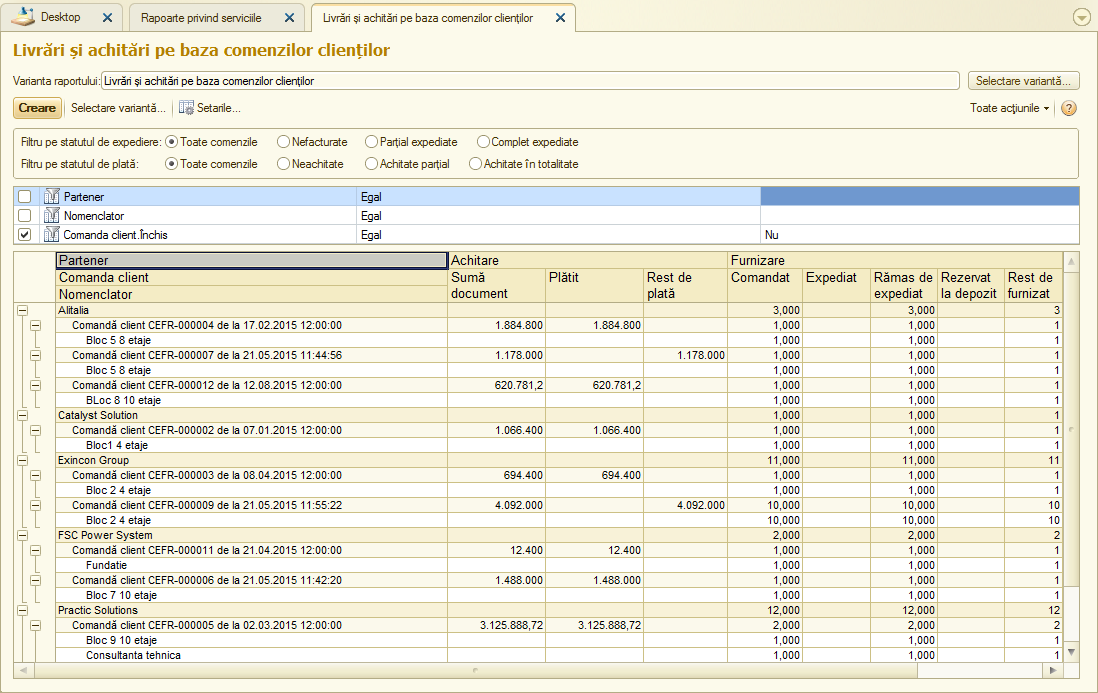 Desktop Rapoarte privind serviciile Livrări și achitări pe baza comenzilor clienților
Livrări și achitări pe baza comenzilor clienților
Varianta raportului: Livrări și achitări pe baza comenzilor clienților Selectare variantă...
Creare Selectare variantă... Setarile... Toate acțiunile ?
Filtru pe statutul de expediere: Toate comenzile Nefacturate Parțial expediate Complet expediate
Filtru pe statutul de plată: Toate comenzile Neachitate Achitate parțial Achitate în totalitate
Partener Egal
Nomenclator Egal
Comanda client.Închis Egal Nu
Partener Achitare Furnizare
Comanda client Sumă document Plătit Rest de plată Comandat Expediat Rămas de expediat Rezervat la depozit Rest de furnizat
Nomenclator
Alitalia 3,000 3,000 3
Comandă client CEFR-000004 de la 17.02.2015 12:00:00 1.884.800 1.884.800 1,000 1,000 1
Bloc 5 8 etaje 1,000 1,000 1
Comandă client CEFR-000007 de la 21.05.2015 11:44:56 1.178.000 1.178.000 1,000 1,000 1
Bloc 5 8 etaje 1,000 1,000 1
Comandă client CEFR-000012 de la 12.08.2015 12:00:00 620.781,2 620.781,2 1,000 1,000 1
BLoc 8 10 etaje 1,000 1,000 1
Catalyst Solution 1,000 1,000 1
Comandă client CEFR-000002 de la 07.01.2015 12:00:00 1.066.400 1.066.400 1,000 1,000 1
Bloc1 4 etaje 1,000 1,000 1
Exincon Group 11,000 11,000 11
Comandă client CEFR-000003 de la 08.04.2015 12:00:00 694.400 694.400 1,000 1,000 1
Bloc 2 4 etaje 1,000 1,000 1
Comandă client CEFR-000009 de la 21.05.2015 11:55:22 4.092.000 4.092.000 10,000 10,000 10
Bloc 2 4 etaje 10,000 10,000 10
FSC Power System 2,000 2,000 2
Comandă client CEFR-000011 de la 21.04.2015 12:00:00 12.400 12.400 1,000 1,000 1
Fundatie 1,000 1,000 1
Comandă client CEFR-000006 de la 21.05.2015 11:42:20 1.488.000 1.488.000 1,000 1,000 1
Bloc 7 10 etaje 1,000 1,000 1
Practic Solutions 12,000 12,000 12
Comandă client CEFR-000005 de la 02.03.2015 12:00:00 3.125.888,72 3.125.888,72 2,000 2,000 2
Bloc 9 10 etaje 1,000 1,000 1
Consultanta tehnica 1,000 1,000 1